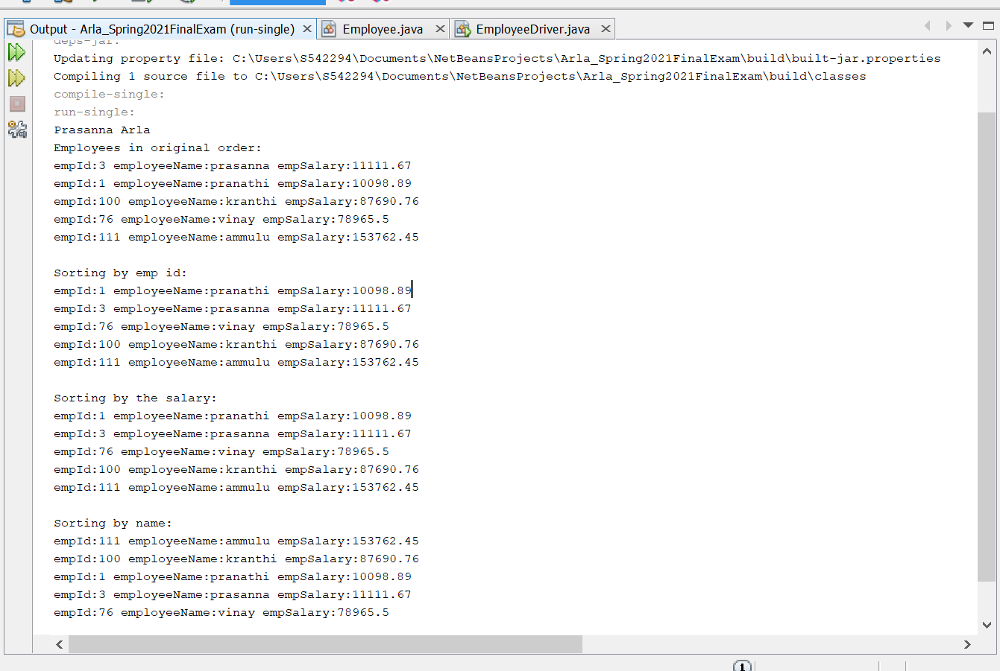 Output - Arla_Spring2021FinalExam (run-single) Employee.java EmployeeDriver.java
deps-jar:
Updating property file: C:\Users\S542294\Documents\NetBeansProjects\Arla_Spring2021FinalExam\build\built-jar.properties
Compiling 1 source file to C:\Users\S542294\Documents\NetBeansProjects\Arla_Spring2021FinalExam\build\classes
compile-single:
run-single:
Prasanna Arla
Employees in original order:
empId:3 employeeName:prasanna empSalary:11111.67
empId:1 employeeName:pranathi empSalary:10098.89
empId:100 employeeName:kranthi empSalary:87690.76
empId:76 employeeName:vinay empSalary:78965.5
empId:111 employeeName:ammulu empSalary:153762.45

Sorting by emp id:
empId:1 employeeName:pranathi empSalary:10098.89
empId:3 employeeName:prasanna empSalary:11111.67
empId:76 employeeName:vinay empSalary:78965.5
empId:100 employeeName:kranthi empSalary:87690.76
empId:111 employeeName:ammulu empSalary:153762.45

Sorting by the salary:
empId:1 employeeName:pranathi empSalary:10098.89
empId:3 employeeName:prasanna empSalary:11111.67
empId:76 employeeName:vinay empSalary:78965.5
empId:100 employeeName:kranthi empSalary:87690.76
empId:111 employeeName:ammulu empSalary:153762.45

Sorting by name:
empId:111 employeeName:ammulu empSalary:153762.45
empId:100 employeeName:kranthi empSalary:87690.76
empId:1 employeeName:pranathi empSalary:10098.89
empId:3 employeeName:prasanna empSalary:11111.67
empId:76 employeeName:vinay empSalary:78965.5
1